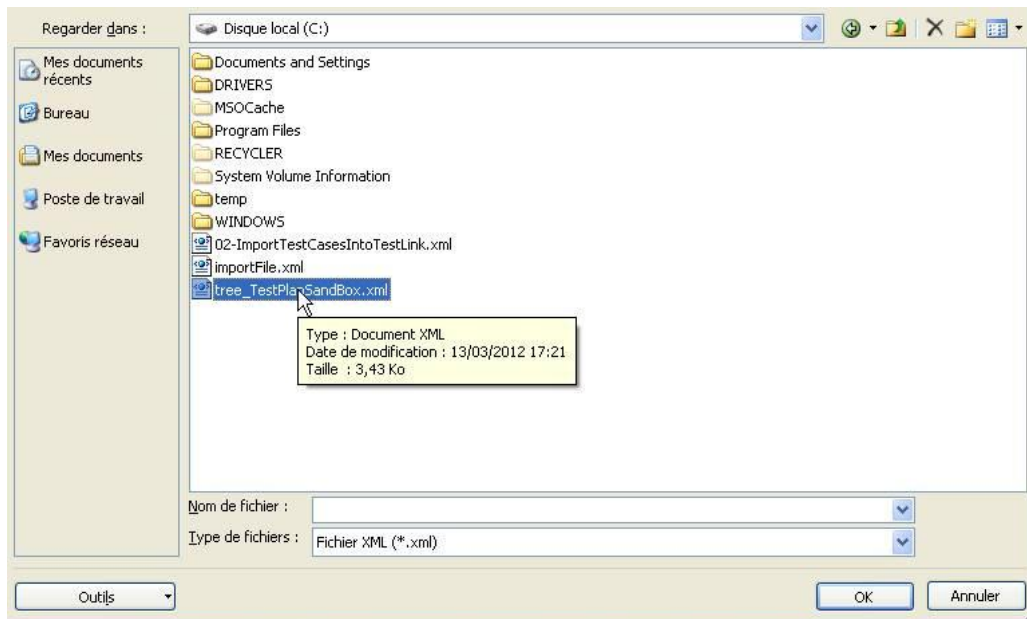 Regarder dans :
Disque local (C:)
Mes documents
récents
Bureau
Mes documents
Poste de travail
Favoris réseau
Documents and Settings
DRIVERS
MSOCache
Program Files
RECYCLER
System Volume Information
temp
WINDOWS
02-ImportTestCasesIntoTestLink.xml
importFile.xml
tree_TestPlanSandBox.xml
Type : Document XML
Date de modification : 13/03/2012 17:21
Taille : 3,43 Ko
Nom de fichier :
Type de fichiers :
Fichier XML (*.xml)
Outils
OK
Annuler